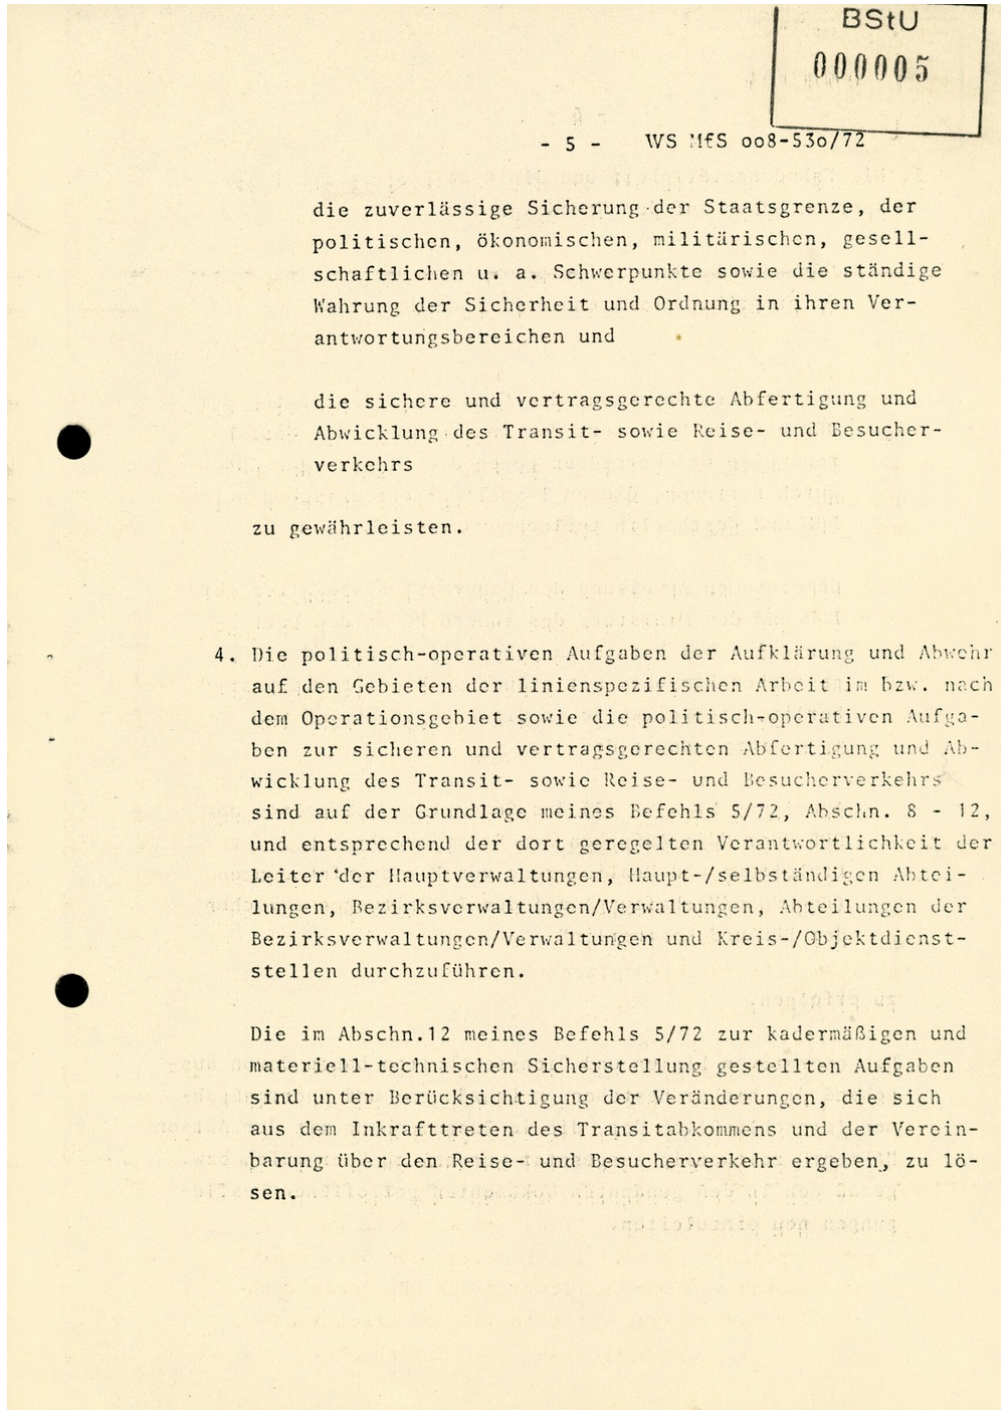 BStU
000005
- 5 - WS MfS oo8-53o/72
die zuverlässige Sicherung der Staatsgrenze, der
politischen, ökonomischen, militärischen, gesell-
schaftlichen u. a. Schwerpunkte sowie die ständige
Wahrung der Sicherheit und Ordnung in ihren Ver-
antwortungsbereichen und
die sichere und vertragsgerechte Abfertigung und
Abwicklung des Transit- sowie Reise- und Besucher-
verkehrs
zu gewährleisten.
4. Die politisch-operativen Aufgaben der Aufklärung und Abwehr
auf den Gebieten der linienspezifischen Arbeit im bzw. nach
dem Operationsgebiet sowie die politisch-operativen Aufga-
ben zur sicheren und vertragsgerechten Abfertigung und Ab-
wicklung des Transit- sowie Reise- und Besucherverkehrs
sind auf der Grundlage meines Befehls 5/72, Abschn. 8 - 12,
und entsprechend der dort geregelten Verantwortlichkeit der
Leiter der Hauptverwaltungen, Haupt-/selbständigen Abtei-
lungen, Bezirksverwaltungen/Verwaltungen, Abteilungen der
Bezirksverwaltungen/Verwaltungen und Kreis-/Objektdienst-
stellen durchzuführen.
Die im Abschn.12 meines Befehls 5/72 zur kadermäßigen und
materiell-technischen Sicherstellung gestellten Aufgaben
sind unter Berücksichtigung der Veränderungen, die sich
aus dem Inkrafttreten des Transitabkommens und der Verein-
barung über den Reise- und Besucherverkehr ergeben, zu lö-
sen.